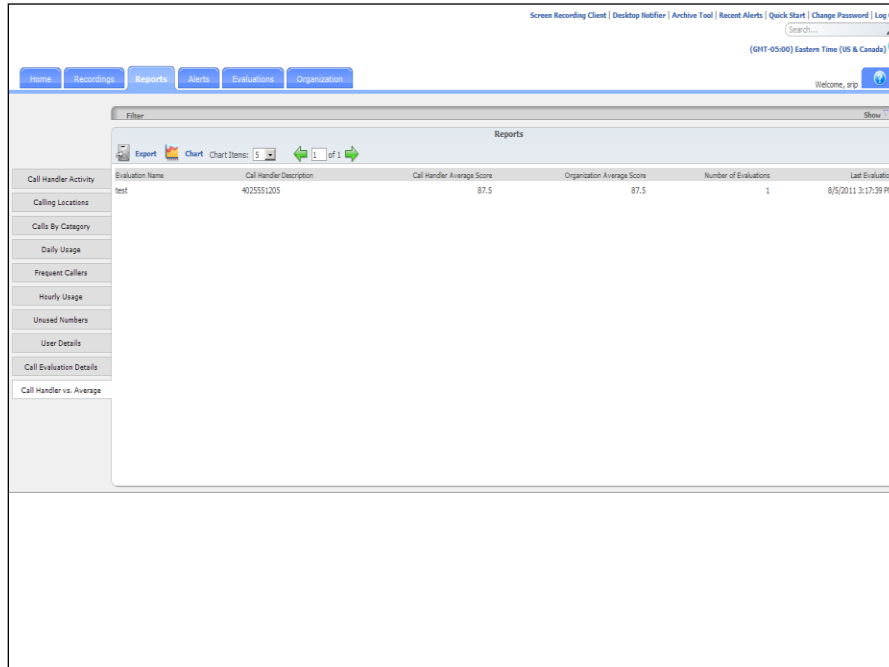 Screen Recording Client | Desktop Notifier | Archive Tool | Recent Alerts | Quick Start | Change Password | Log
Search...
(GMT-05:00) Eastern Time (US & Canada)
Home Recordings Reports Alerts Evaluations Organization
Welcome, srip
Filter Show
Reports
Export Chart Chart Items: 5 1 of 1
Evaluation Name Call Handler Description Call Handler Average Score Organization Average Score Number of Evaluations Last Evaluatio
test 4025551205 87.5 87.5 1 8/5/2011 3:17:39 P
Call Handler Activity
Calling Locations
Calls By Category
Daily Usage
Frequent Callers
Hourly Usage
Unused Numbers
User Details
Call Evaluation Details
Call Handler vs. Average